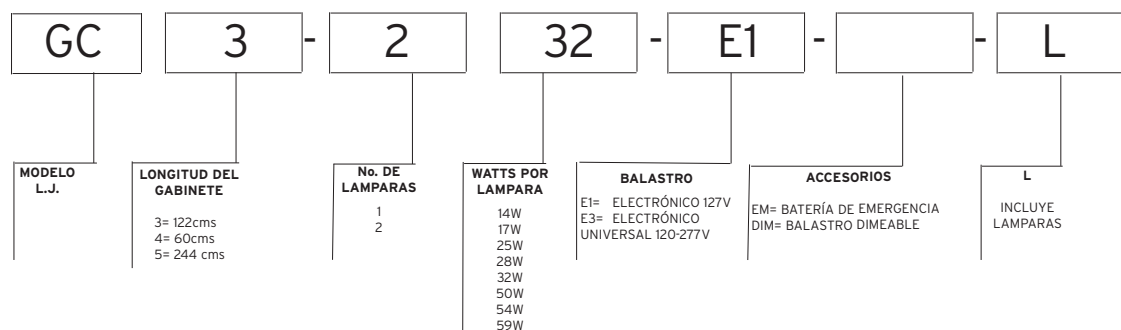 GC 3 - 2 32 - E1 - - L
MODELO
L.J.
LONGITUD DEL
GABINETE
3= 122cms
4= 60cms
5= 244 cms
No. DE
LAMPARAS
1
2
WATTS POR
LAMPARA
14W
17W
25W
28W
32W
50W
54W
59W
BALASTRO
E1= ELECTRÓNICO 127V
E3= ELECTRÓNICO
UNIVERSAL 120-277V
ACCESORIOS
EM= BATERÍA DE EMERGENCIA
DIM= BALASTRO DIMEABLE
L
INCLUYE
LAMPARAS